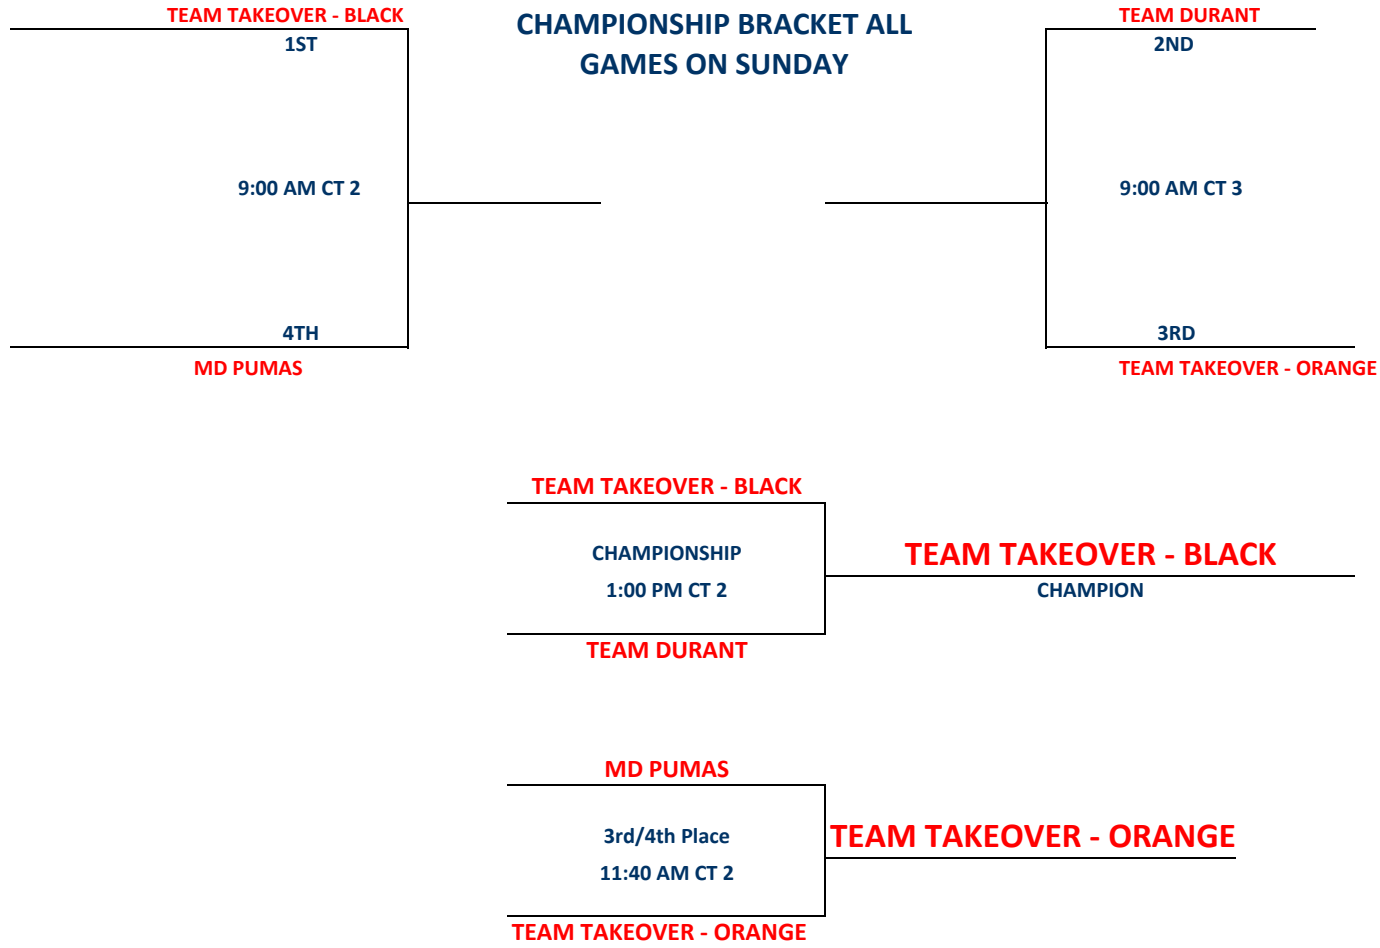 TEAM TAKEOVER - BLACK
1ST
CHAMPIONSHIP BRACKET ALL
GAMES ON SUNDAY
TEAM DURANT
2ND
9:00 AM CT 2
9:00 AM CT 3
4TH
MD PUMAS
3RD
TEAM TAKEOVER - ORANGE
TEAM TAKEOVER - BLACK
CHAMPIONSHIP
1:00 PM CT 2
TEAM DURANT
TEAM TAKEOVER - BLACK
CHAMPION
MD PUMAS
3rd/4th Place
11:40 AM CT 2
TEAM TAKEOVER - ORANGE
TEAM TAKEOVER - ORANGE